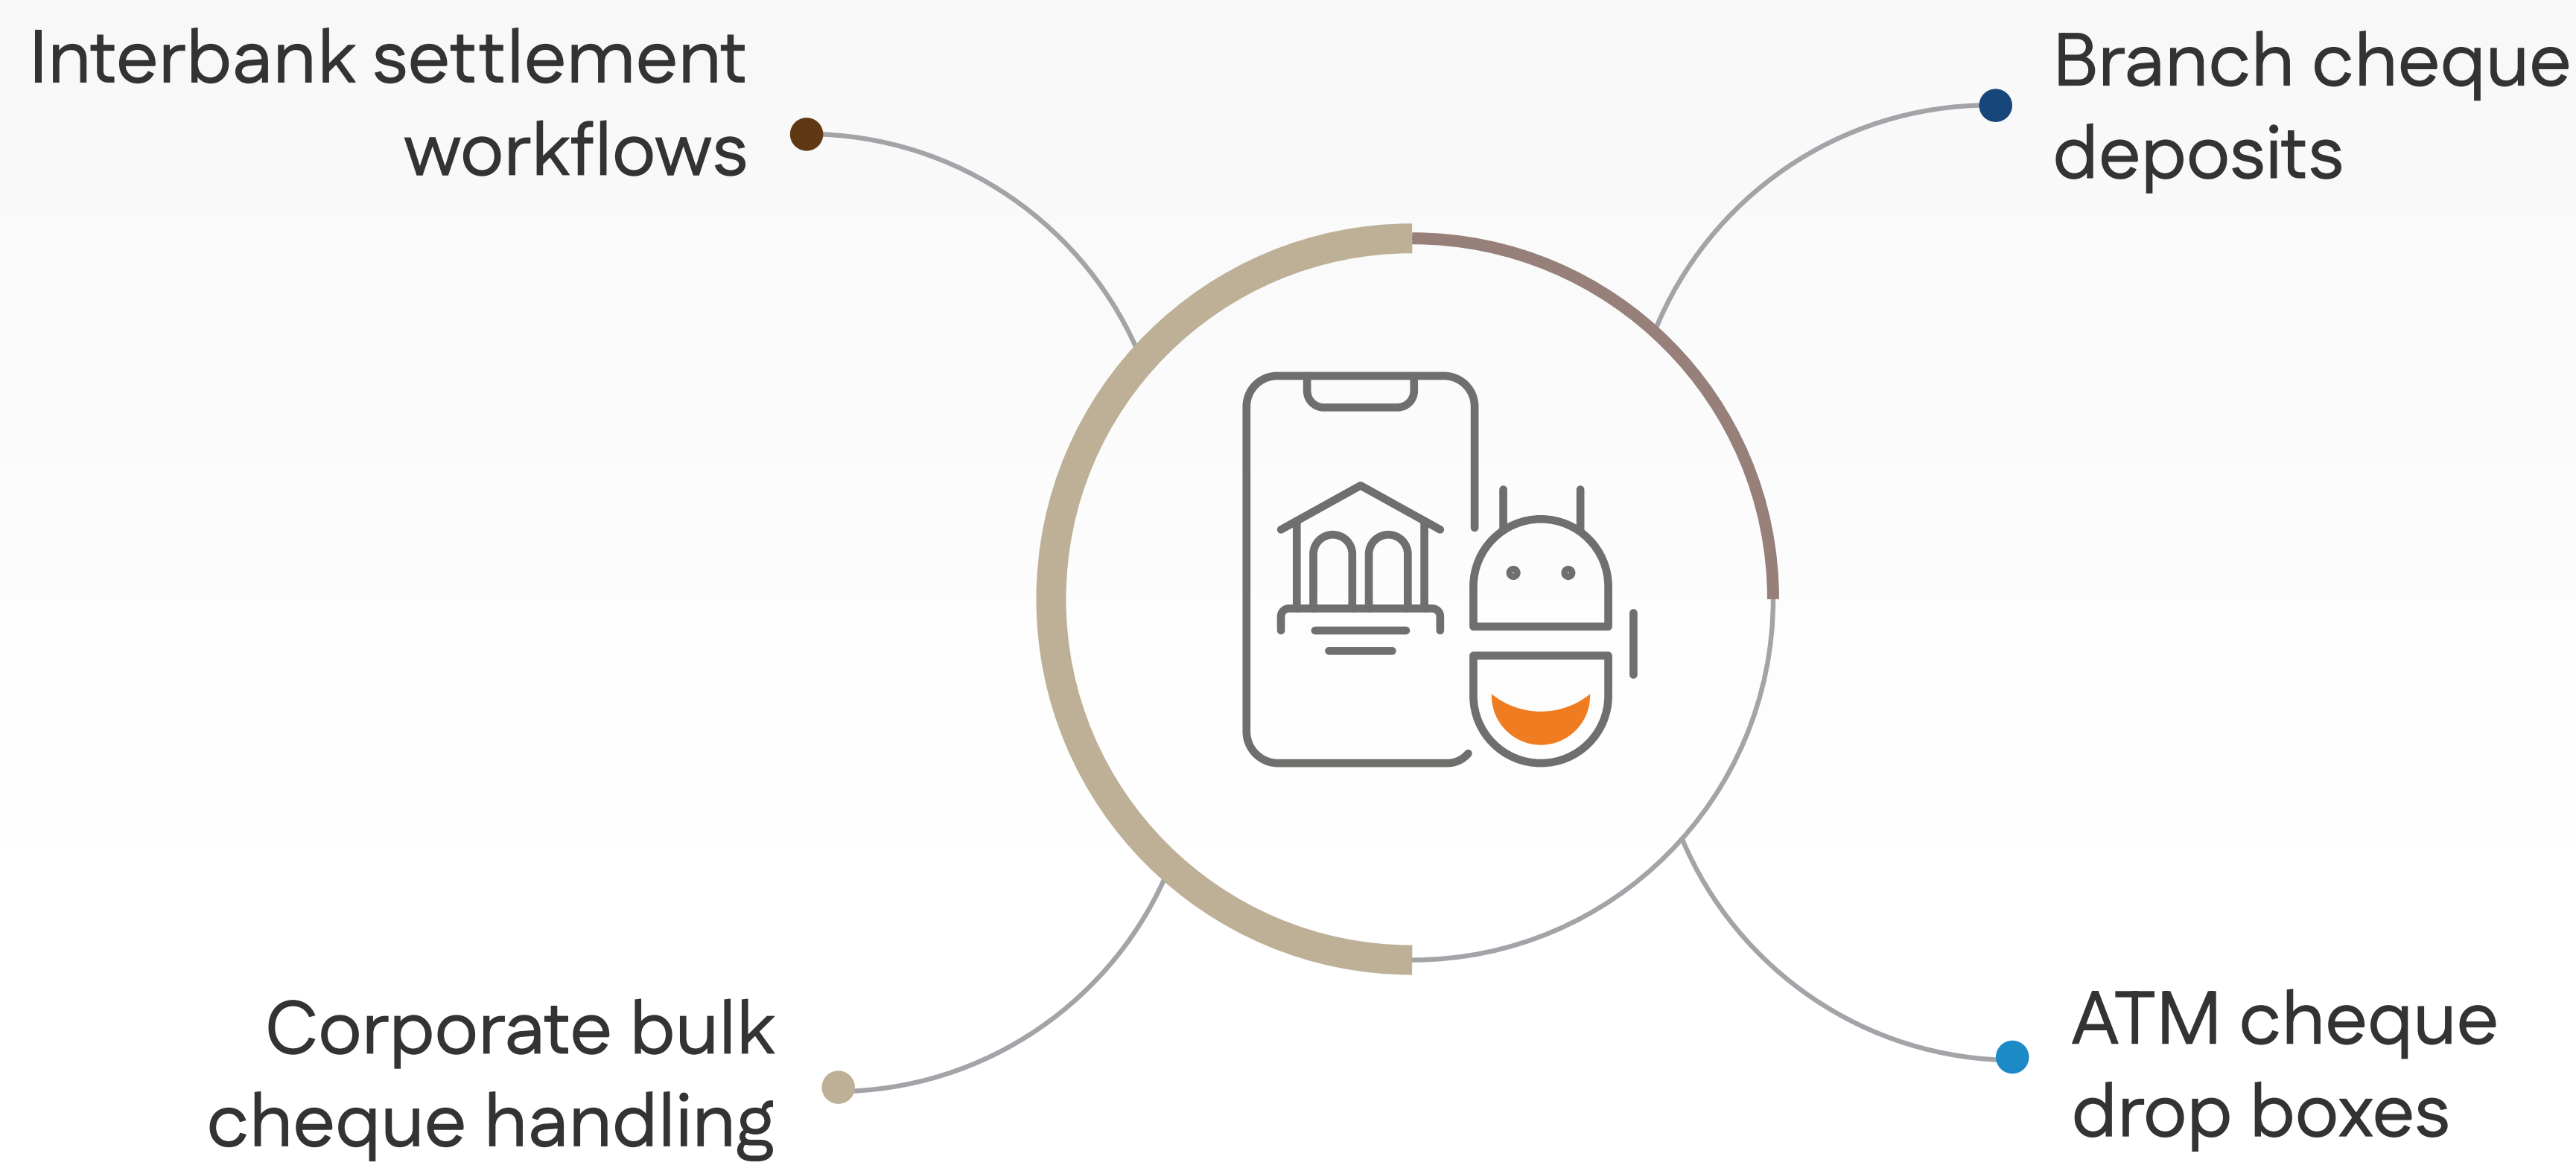 Interbank settlement
workflows
Branch cheque
deposits
Corporate bulk
cheque handling
ATM cheque
drop boxes